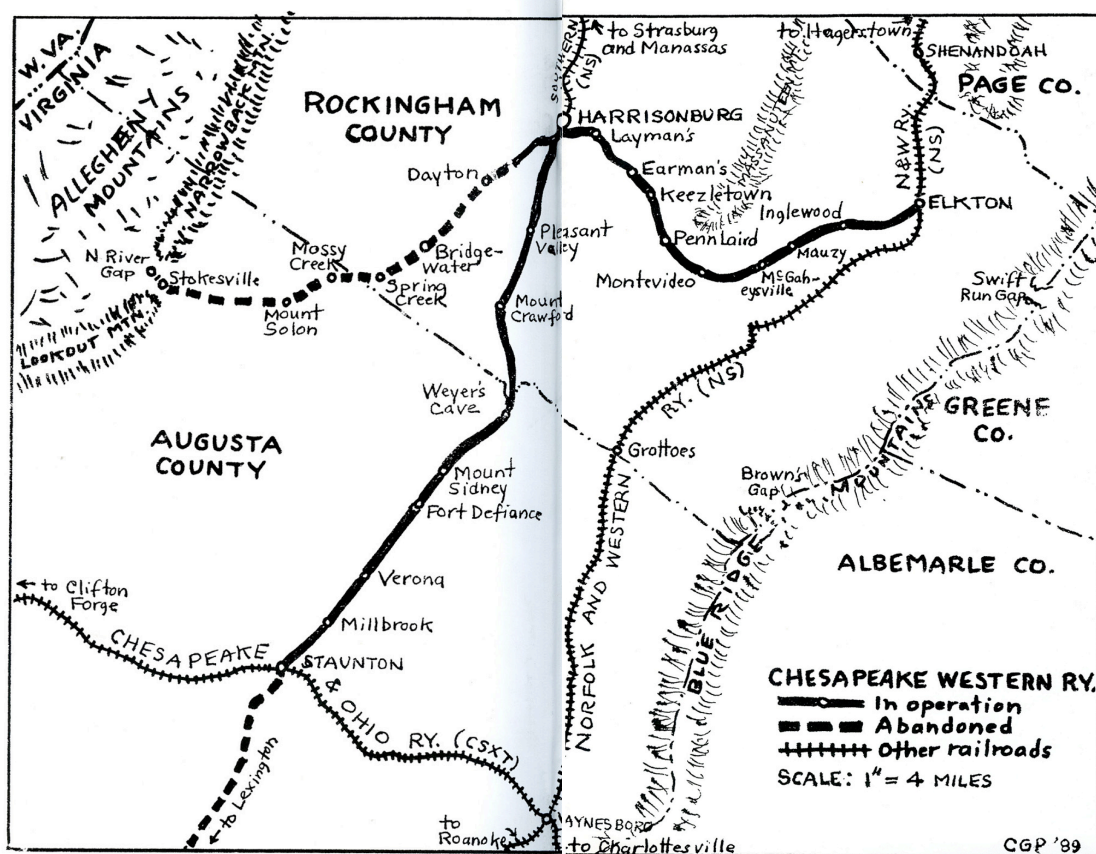 W. VA.
VIRGINIA
ALLEGHENY
MOUNTAINS
NARROWBACK MTN.
ROCKINGHAM
COUNTY
SOUTHERN
(NS)
← to Strasburg
and Manassas
to Hagerstown
SHENANDOAH
PAGE CO.
HARRISONBURG
Layman's
Dayton
Earman's
Keezletown
MASSANUTTEN
N&W RY.
(NS)
ELKTON
Inglewood
Mauzy
Penn Laird
McGah-
eysville
Montevideo
Pleasant
Valley
Bridge-
water
Mossy
Creek
Spring
Creek
N River
Gap
Stokesville
Mount
Solon
LOOKOUT MTN.
Mount
Crawford
Swift
Run Gap
Weyer's
Cave
GREENE
CO.
AUGUSTA
COUNTY
Grottoes
Mount
Sidney
Fort Defiance
Brown's
Gap
BLUE RIDGE MOUNTAINS
ALBEMARLE CO.
Verona
Millbrook
← to Clifton
Forge
STAUNTON
CHESAPEAKE & OHIO RY. (CSXT)
NORFOLK AND WESTERN RY. (NS)
← to Lexington
to
Roanoke
AYNESBORO
to Charlottesville
CHESAPEAKE WESTERN RY.
In operation
Abandoned
Other railroads
SCALE: 1" = 4 MILES
CGP '89